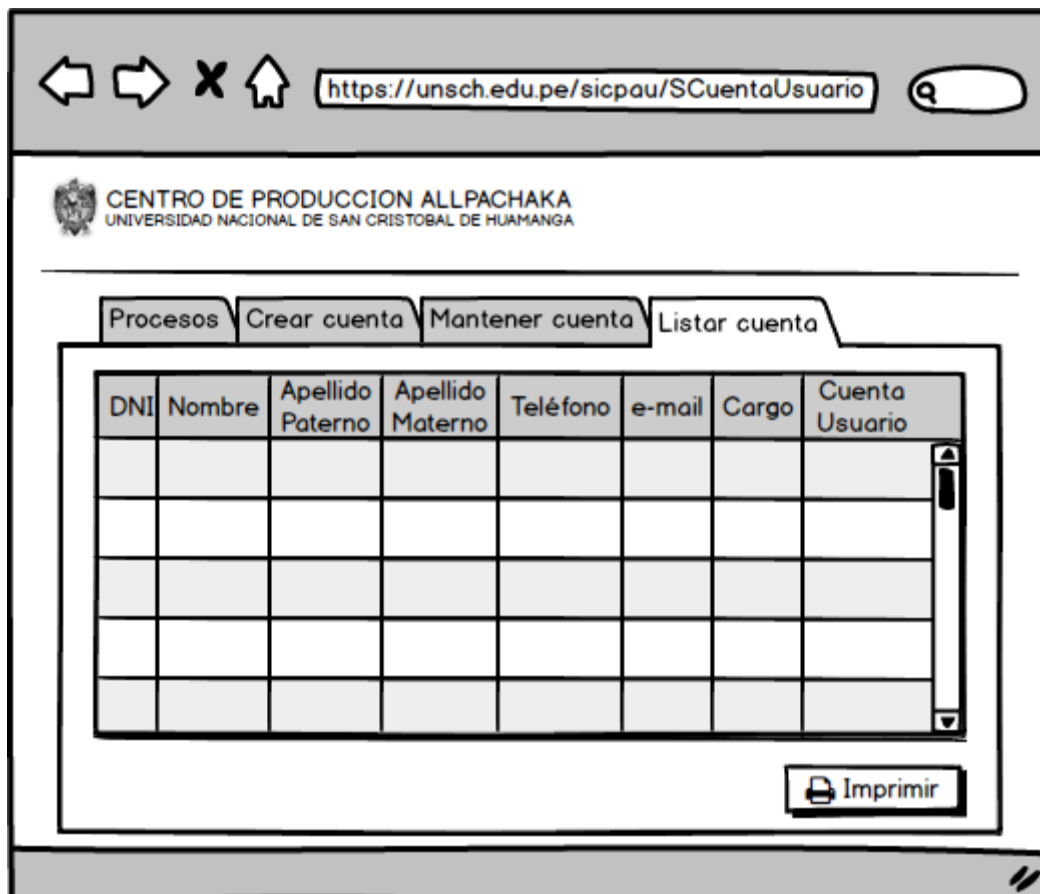 https://unsch.edu.pe/sicpau/SCuentaUsuario
CENTRO DE PRODUCCION ALLPACHAKA
UNIVERSIDAD NACIONAL DE SAN CRISTOBAL DE HUAMANGA
Procesos Crear cuenta Mantener cuenta Listar cuenta
DNI Nombre Apellido Paterno Apellido Materno Teléfono e-mail Cargo Cuenta Usuario
Imprimir